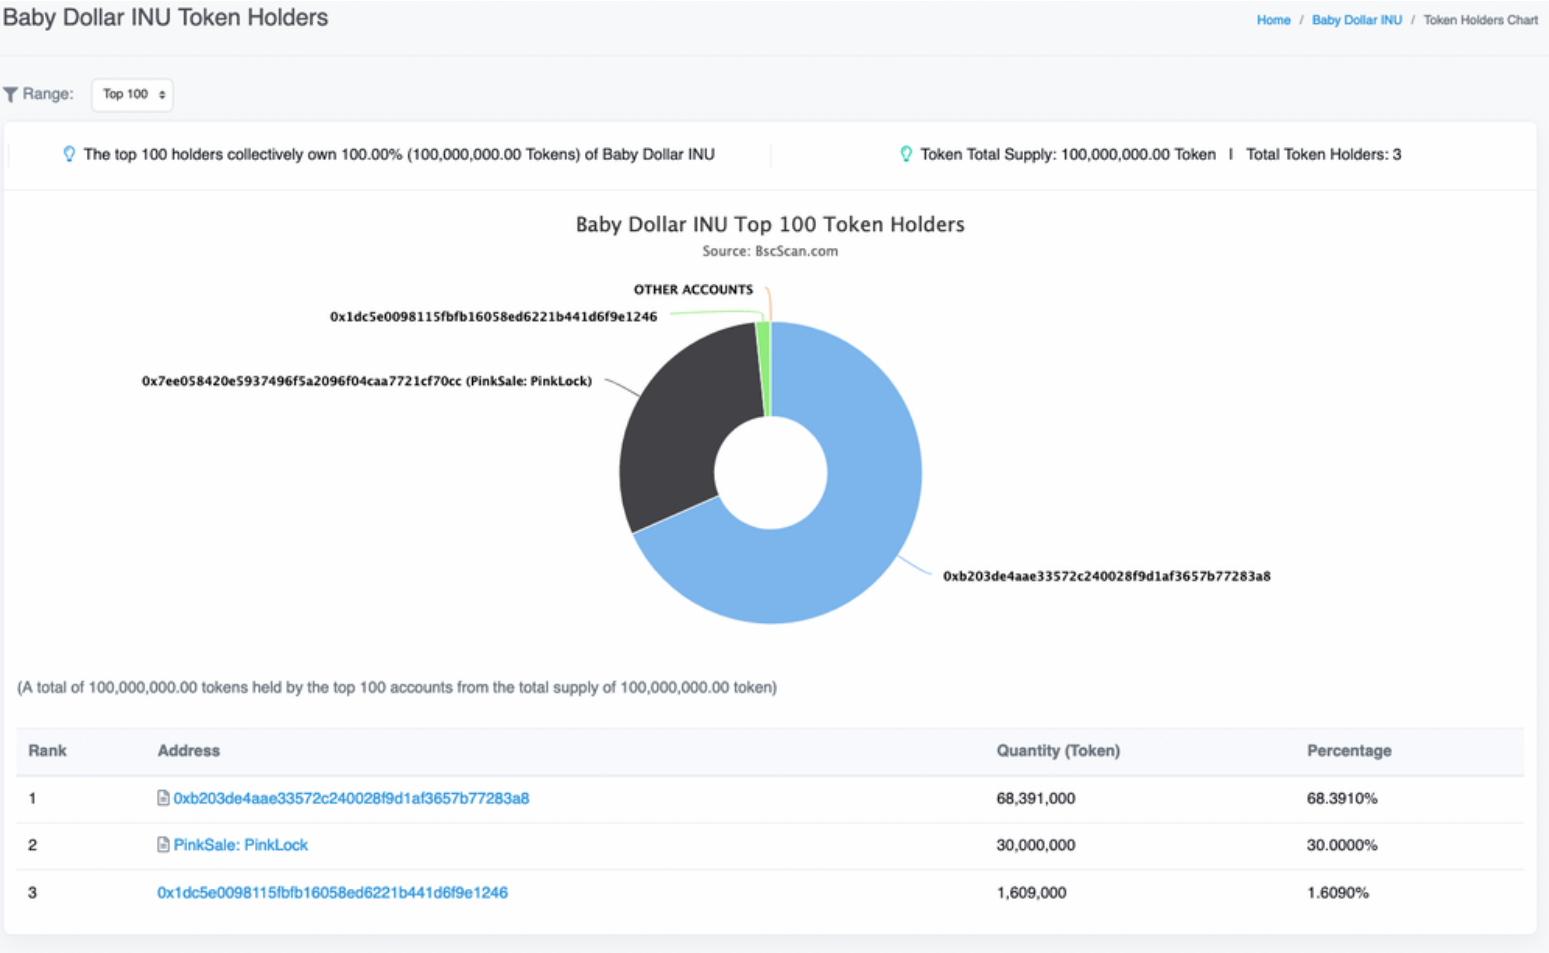 Baby Dollar INU Token Holders
Home / Baby Dollar INU / Token Holders Chart
Range: Top 100
The top 100 holders collectively own 100.00% (100,000,000.00 Tokens) of Baby Dollar INU
Token Total Supply: 100,000,000.00 Token | Total Token Holders: 3
Baby Dollar INU Top 100 Token Holders
Source: BscScan.com
OTHER ACCOUNTS
0x1dc5e0098115fbfb16058ed6221b441d6f9e1246
0x7ee058420e5937496f5a2096f04caa7721cf70cc (PinkSale: PinkLock)
0xb203de4aae33572c240028f9d1af3657b77283a8
(A total of 100,000,000.00 tokens held by the top 100 accounts from the total supply of 100,000,000.00 token)
Rank Address Quantity (Token) Percentage
1 0xb203de4aae33572c240028f9d1af3657b77283a8 68,391,000 68.3910%
2 PinkSale: PinkLock 30,000,000 30.0000%
3 0x1dc5e0098115fbfb16058ed6221b441d6f9e1246 1,609,000 1.6090%